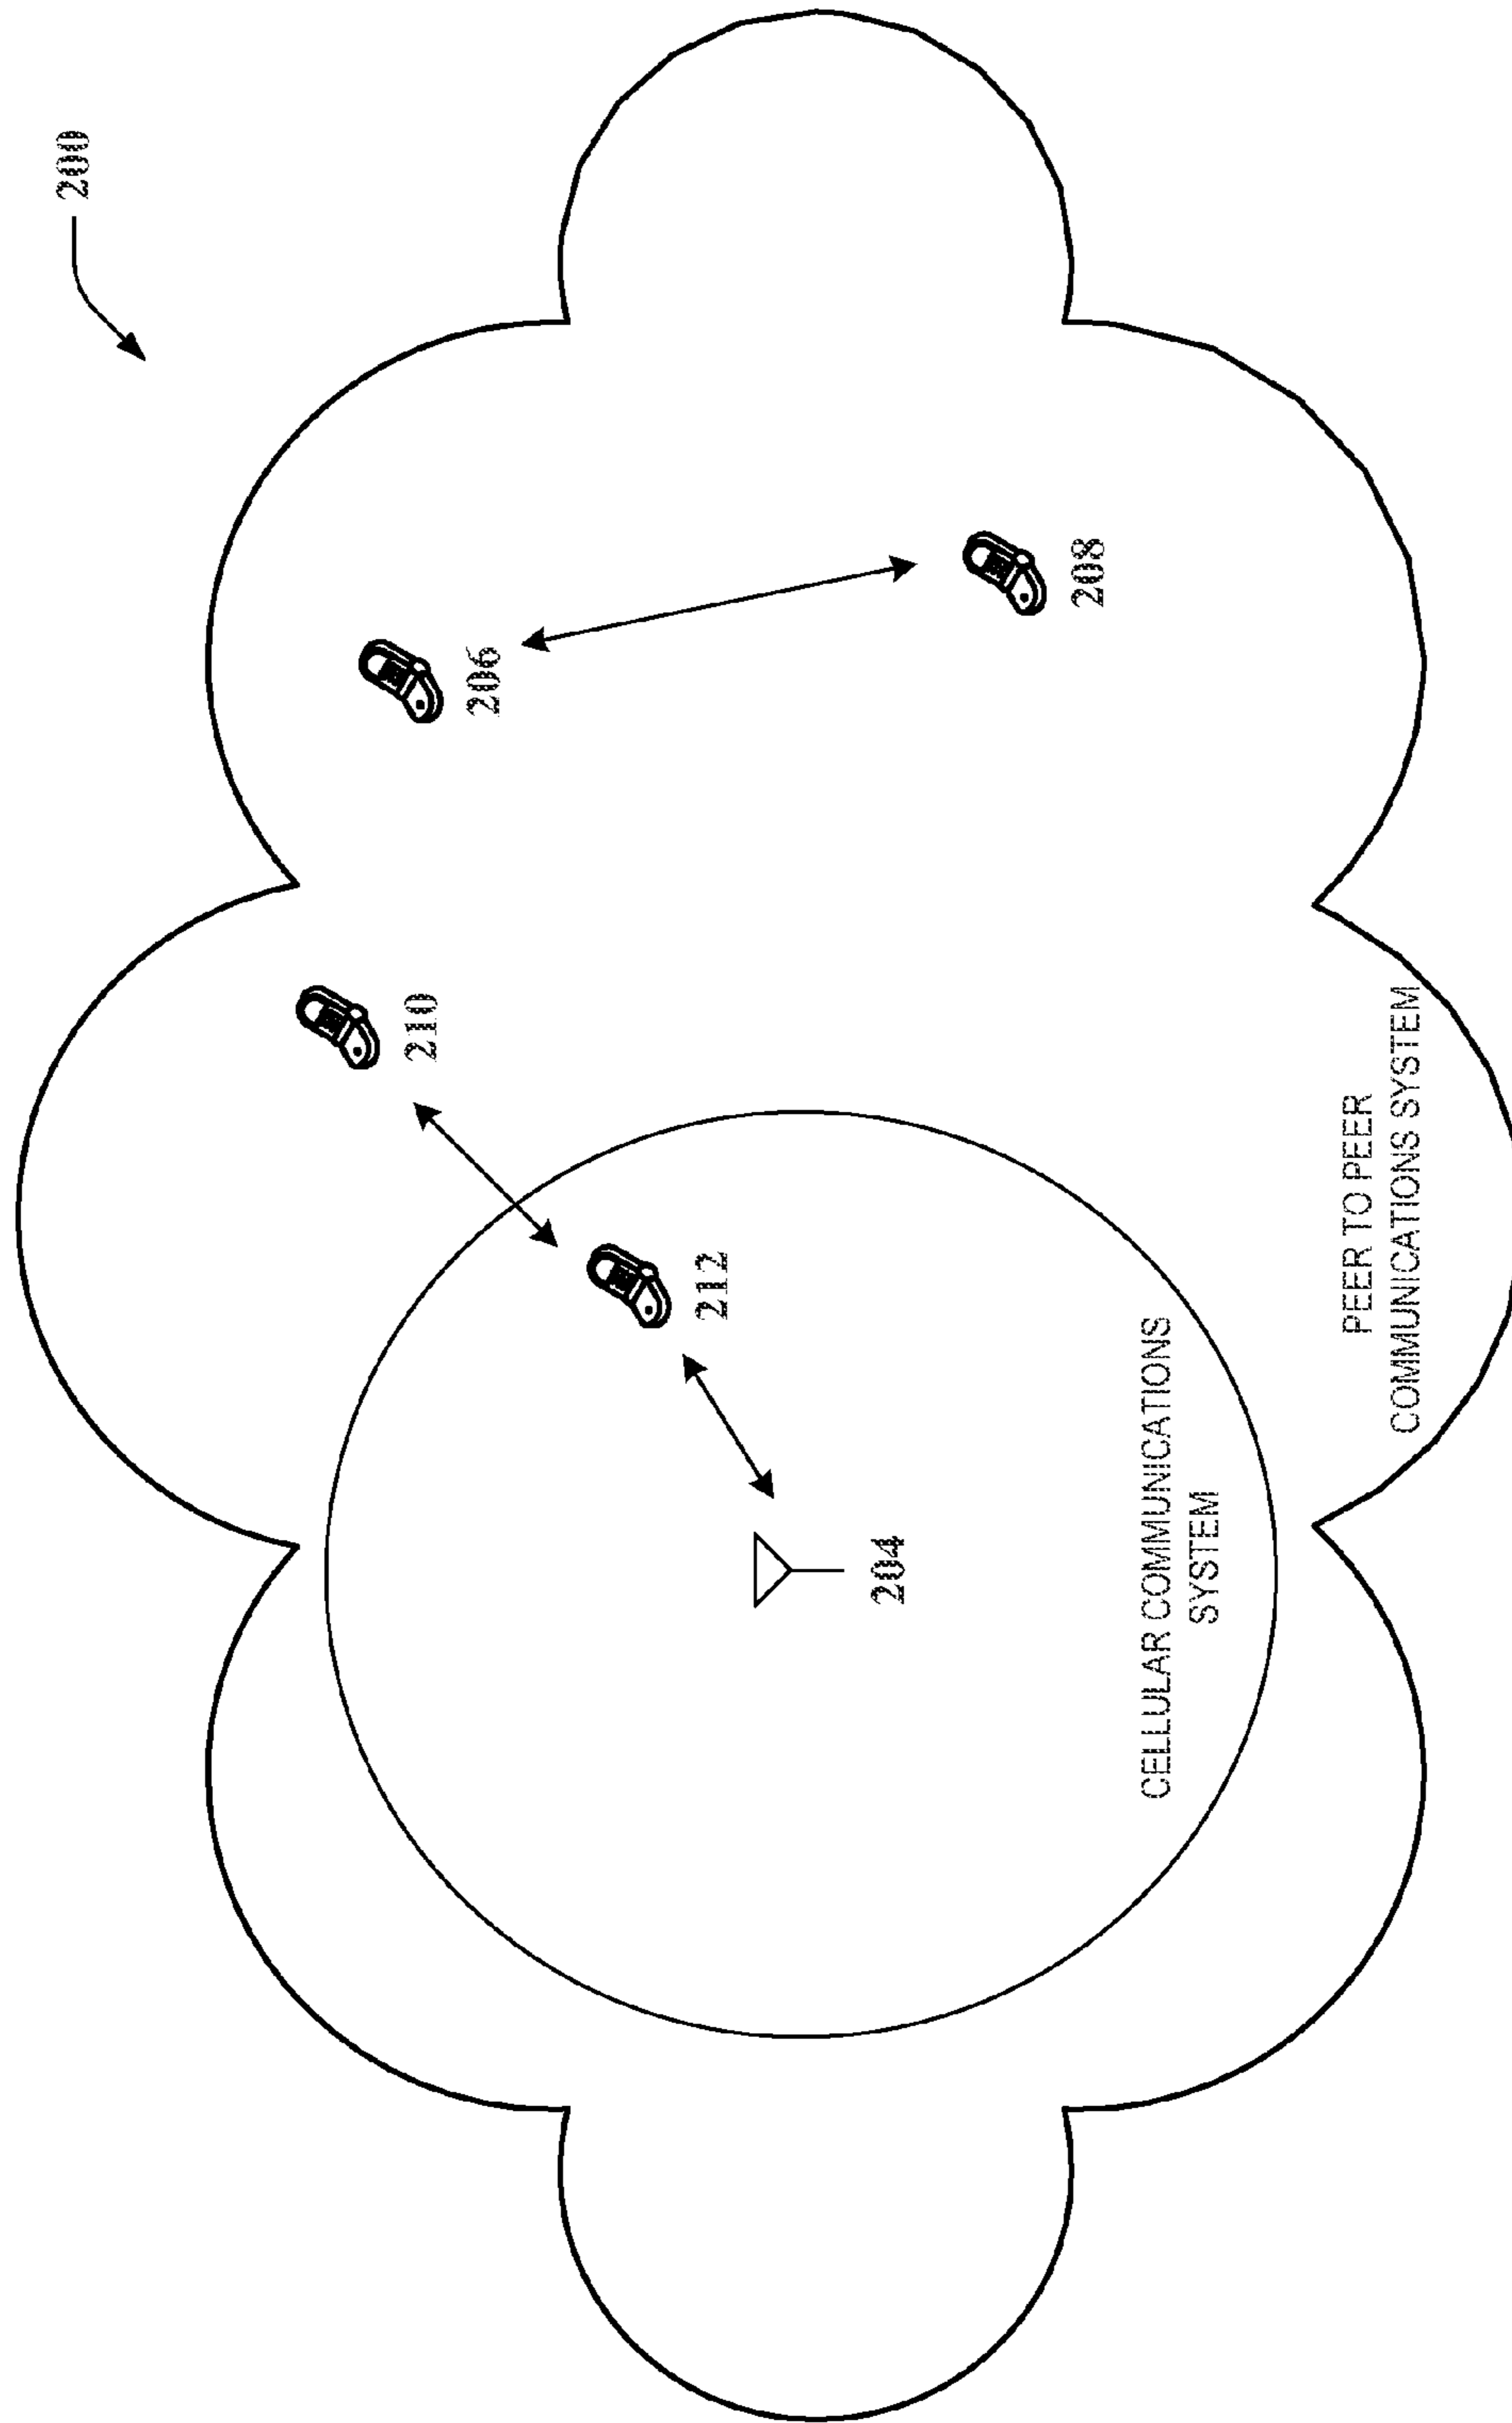 200
206
208
210
212
204
CELLULAR COMMUNICATIONS
SYSTEM
PEER TO PEER
COMMUNICATIONS SYSTEM